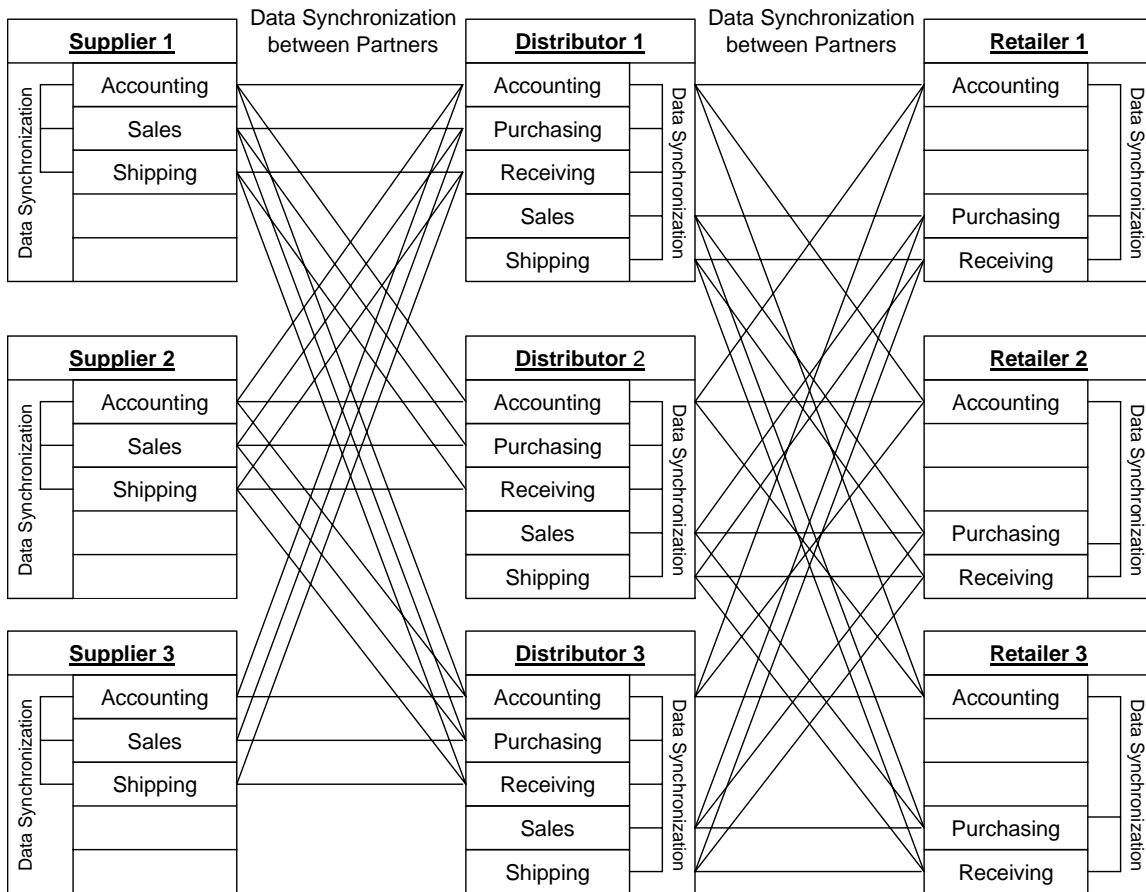 Data Synchronization
between Partners
Data Synchronization
between Partners
Supplier 1
Data Synchronization
Accounting
Sales
Shipping
Distributor 1
Accounting
Purchasing
Receiving
Sales
Shipping
Data Synchronization
Retailer 1
Accounting
Purchasing
Receiving
Data Synchronization
Supplier 2
Data Synchronization
Accounting
Sales
Shipping
Distributor 2
Accounting
Purchasing
Receiving
Sales
Shipping
Data Synchronization
Retailer 2
Accounting
Purchasing
Receiving
Data Synchronization
Supplier 3
Data Synchronization
Accounting
Sales
Shipping
Distributor 3
Accounting
Purchasing
Receiving
Sales
Shipping
Data Synchronization
Retailer 3
Accounting
Purchasing
Receiving
Data Synchronization